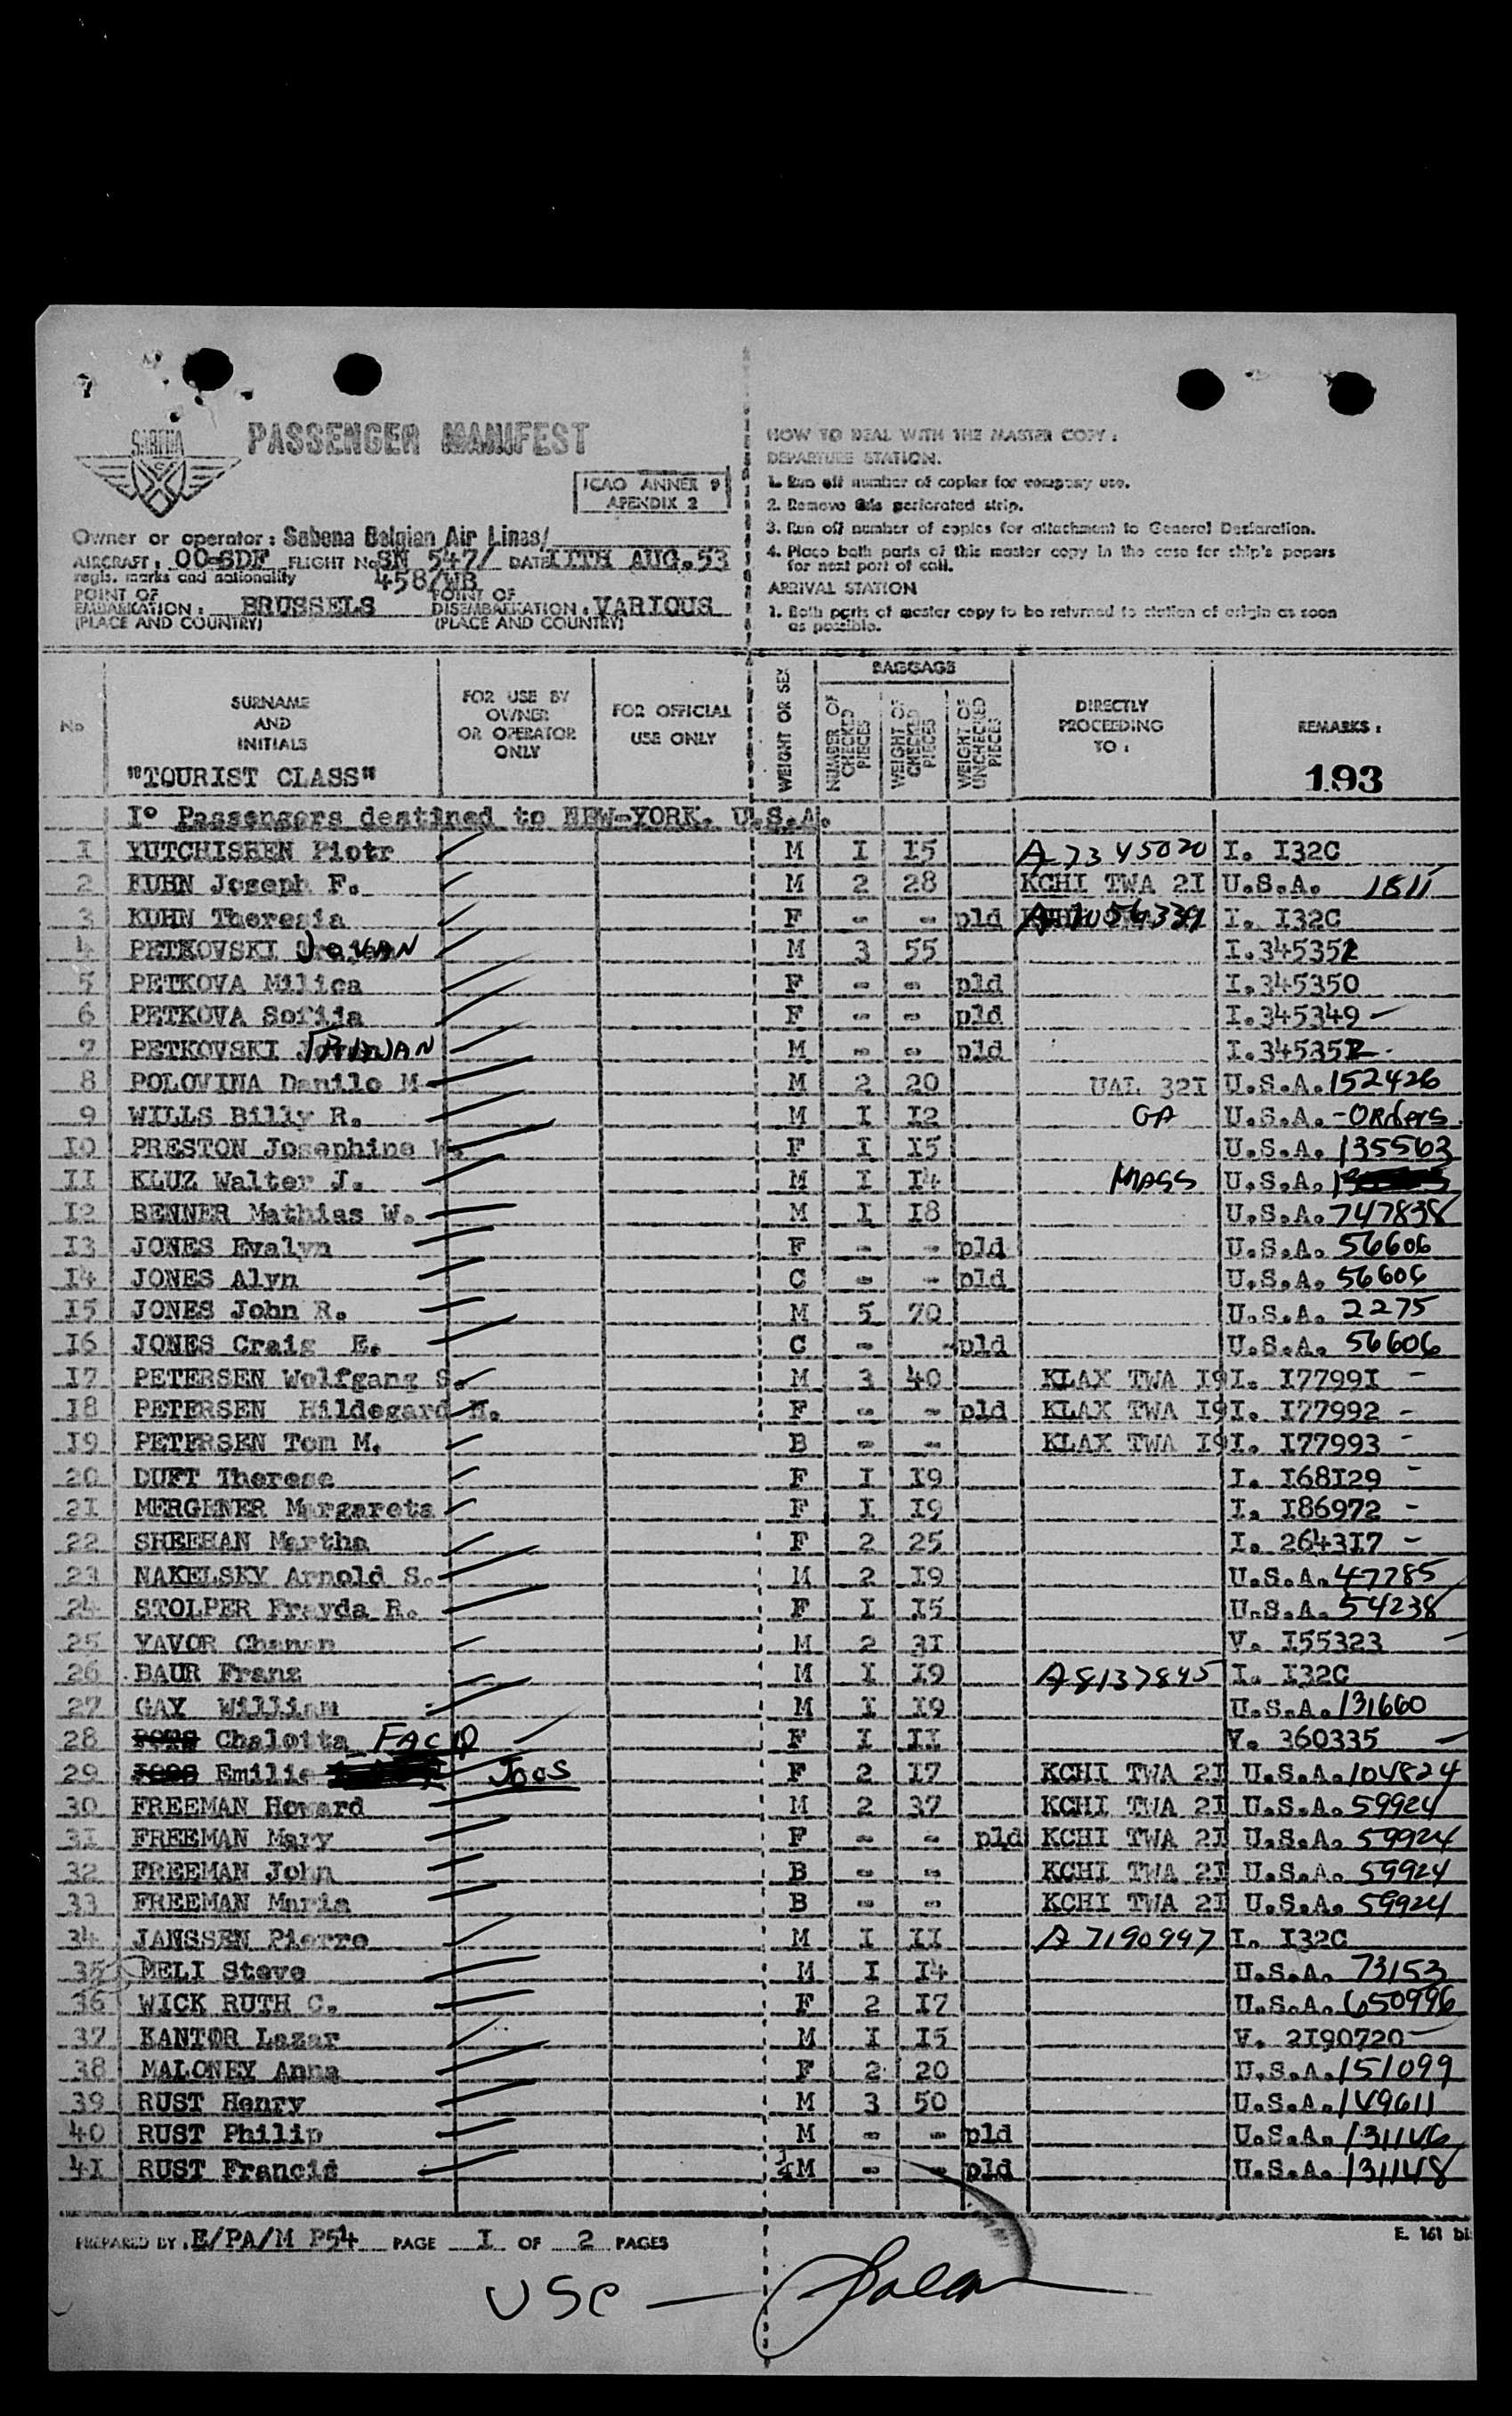 SABENA
PASSENGER MANIFEST
ICAO ANNEX 9
APENDIX 2
Owner or operator : Sabena Belgian Air Lines/
AIRCRAFT : OO-SDF FLIGHT No SN 547/ DATE 11TH AUG.53
regis. marks and nationality 458/WB
POINT OF EMBARKATION : BRUSSELS POINT OF DISEMBARKATION : VARIOUS
(PLACE AND COUNTRY) (PLACE AND COUNTRY)
HOW TO DEAL WITH THE MASTER COPY :
DEPARTURE STATION.
1. Run off number of copies for company use.
2. Remove this perforated strip.
3. Run off number of copies for attachment to General Declaration.
4. Place both parts of this master copy in the case for ship's papers
for next port of call.
ARRIVAL STATION
1. Both parts of master copy to be returned to station of origin as soon
as possible.
No
SURNAME
AND
INITIALS
"TOURIST CLASS"
FOR USE BY
OWNER
OR OPERATOR
ONLY
FOR OFFICIAL
USE ONLY
WEIGHT OR SEX
BAGGAGE
NUMBER OF CHECKED PIECES
WEIGHT OF CHECKED PIECES
WEIGHT OF UNCHECKED PIECES
DIRECTLY
PROCEEDING
TO :
REMARKS :
193
I° Passengers destined to NEW-YORK. U.S.A.
I YUTCHISHEN Piotr M I I5 A 7345020 I. I32C
2 KUHN Joseph F. M 2 28 KCHI TWA 2I U.S.A. 1811
3 KUHN Theresia F - - pld I. I32C
4 PETKOVSKI JOVAN M 3 55 I.345352
5 PETKOVA Milica F - - pld I.345350
6 PETKOVA Sofija F - - pld I.345349 -
7 PETKOVSKI M - - pld I.34535
8 POLOVINA Danilo M M 2 20 UAL 32I U.S.A. 152426
9 WILLS Billy R. M I I2 GA U.S.A. - Orders
I0 PRESTON Josephine W. F I I5 U.S.A. 135563
II KLUZ Walter J. M I I4 MASS U.S.A.
I2 BENNER Mathias W. M I I8 U.S.A. 747838
I3 JONES Evalyn F - - pld U.S.A. 56606
I4 JONES Alyn C - - pld U.S.A. 56606
I5 JONES John R. M 5 70 U.S.A. 2275
I6 JONES Craig E. C - -pld U.S.A. 56606
I7 PETERSEN Wolfgang S. M 3 40 KLAX TWA I9 I. I7799I -
I8 PETERSEN Hildegard M. F - - pld KLAX TWA I9 I. I77992 -
I9 PETERSEN Tom M. B - - KLAX TWA I9 I. I77993 -
20 DUFT Therese F I I9 I. I68I29 -
2I MERGENER Margareta F I I9 I. I86972 -
22 SHEEHAN Martha F 2 25 I. 2643I7 -
23 NAKELSKY Arnold S. M 2 I9 U.S.A. 47785
24 STOLPER Frayda R. F I I5 U.S.A. 54238
25 YAVOR Chanan M 2 3I V. I55323 -
26 BAUR Franz M I I9 A8137845 I. I32C
27 GAY William M I I9 U.S.A. 131660
28 Chaloita F I II V. 360335 -
29 Emilie JOOS F 2 I7 KCHI TWA 2I U.S.A. 104824
30 FREEMAN Howard M 2 37 KCHI TWA 2I U.S.A. 59924
3I FREEMAN Mary F - - pld KCHI TWA 2I U.S.A. 59924
32 FREEMAN John B - - KCHI TWA 2I U.S.A. 59924
33 FREEMAN Maria B - - KCHI TWA 2I U.S.A. 59924
34 JANSSEN Pierre M I II A 7190997 I. I32C
35 MELI Steve M I I4 U.S.A. 73153
36 WICK RUTH C. F 2 I7 U.S.A. 650996
37 KANTOR Lazar M I I5 V. 2I90720 -
38 MALONEY Anna F 2 20 U.S.A. 151099
39 RUST Henry M 3 50 U.S.A. 149611
40 RUST Philip M - - pld U.S.A. 131146
4I RUST Francis M - - pld U.S.A. 131148
PREPARED BY : E/PA/M P54 PAGE I OF 2 PAGES
E. 161 bi
USC -